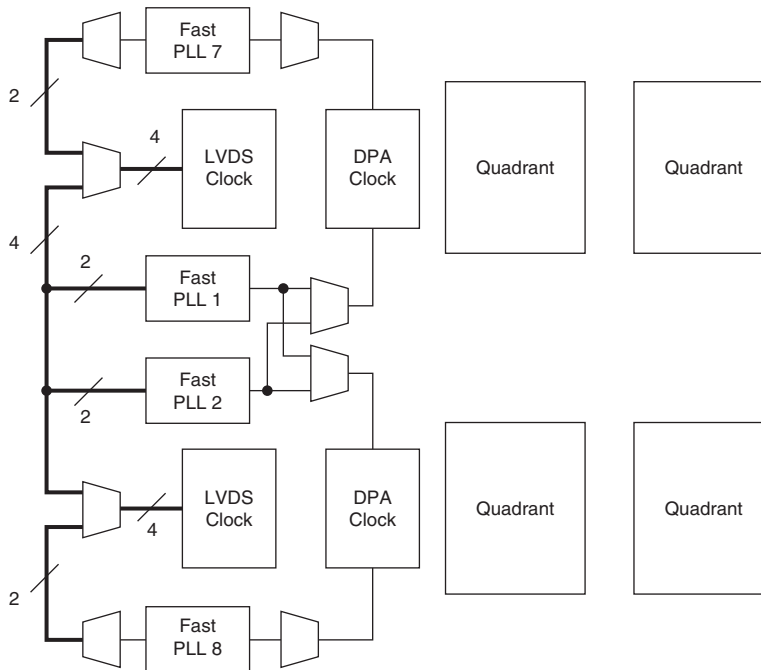 Fast
PLL 7
2
4
LVDS
Clock
DPA
Clock
Quadrant
Quadrant
4
2
Fast
PLL 1
Fast
PLL 2
2
LVDS
Clock
4
DPA
Clock
Quadrant
Quadrant
2
Fast
PLL 8